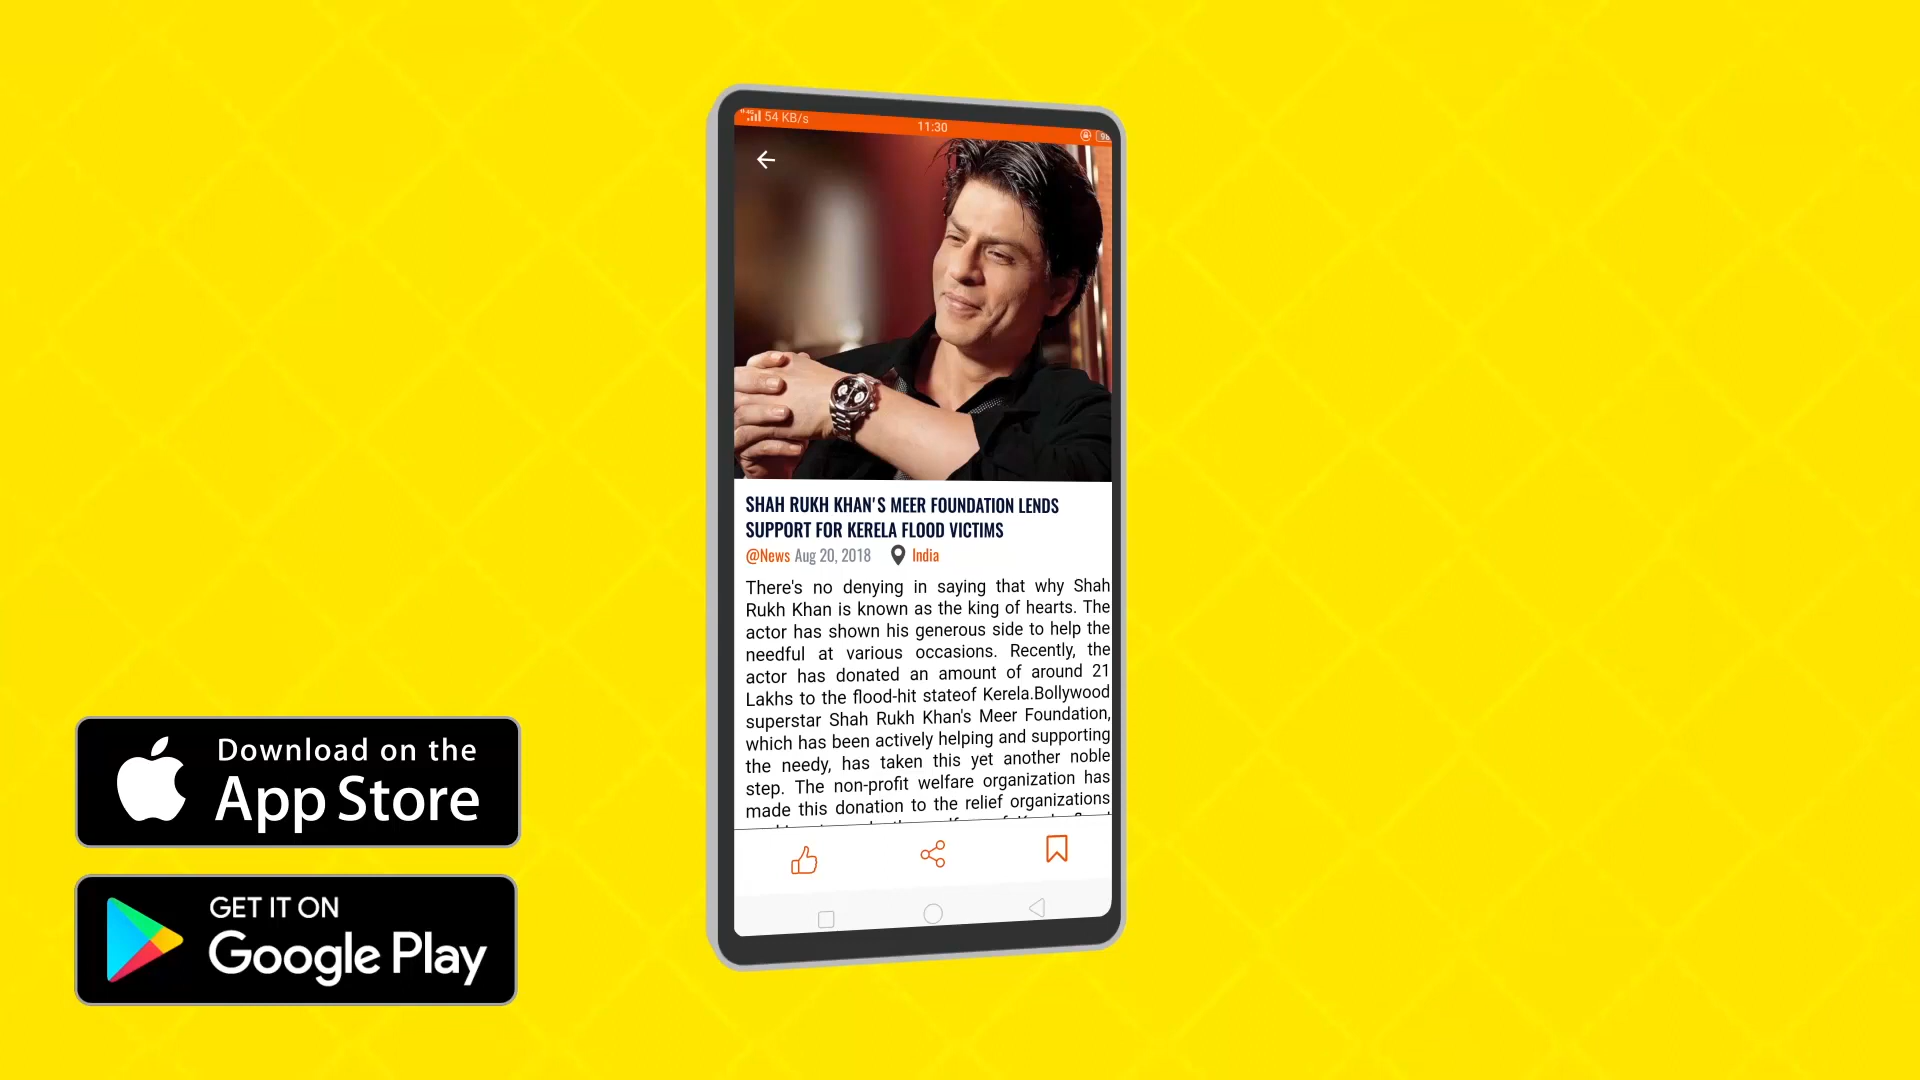 54 KB/s
11:30
SHAH RUKH KHAN'S MEER FOUNDATION LENDS
SUPPORT FOR KERELA FLOOD VICTIMS
@News Aug 20, 2018 India
There's no denying in saying that why Shah
Rukh Khan is known as the king of hearts. The
actor has shown his generous side to help the
needful at various occasions. Recently, the
actor has donated an amount of around 21
Lakhs to the flood-hit stateof Kerela.Bollywood
superstar Shah Rukh Khan's Meer Foundation,
which has been actively helping and supporting
the needy, has taken this yet another noble
step. The non-profit welfare organization has
made this donation to the relief organizations
Download on the
App Store
GET IT ON
Google Play